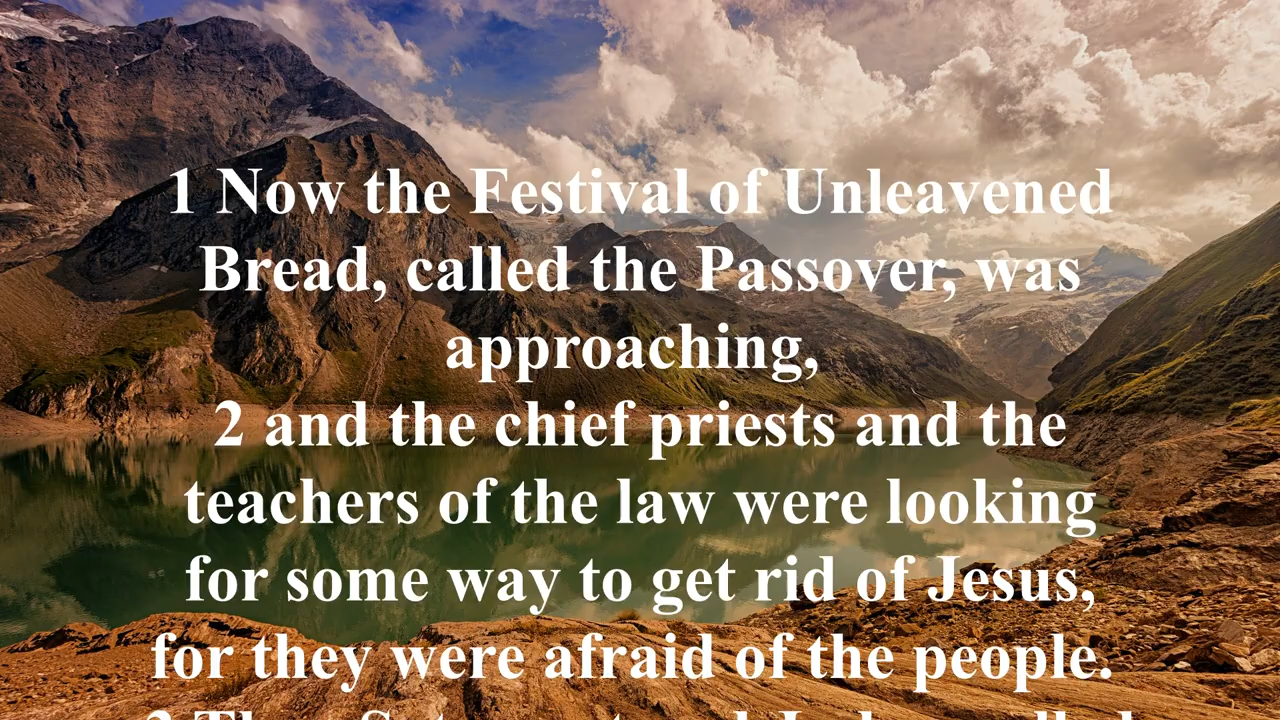 1 Now the Festival of Unleavened
Bread, called the Passover, was
approaching,
2 and the chief priests and the
teachers of the law were looking
for some way to get rid of Jesus,
for they were afraid of the people.